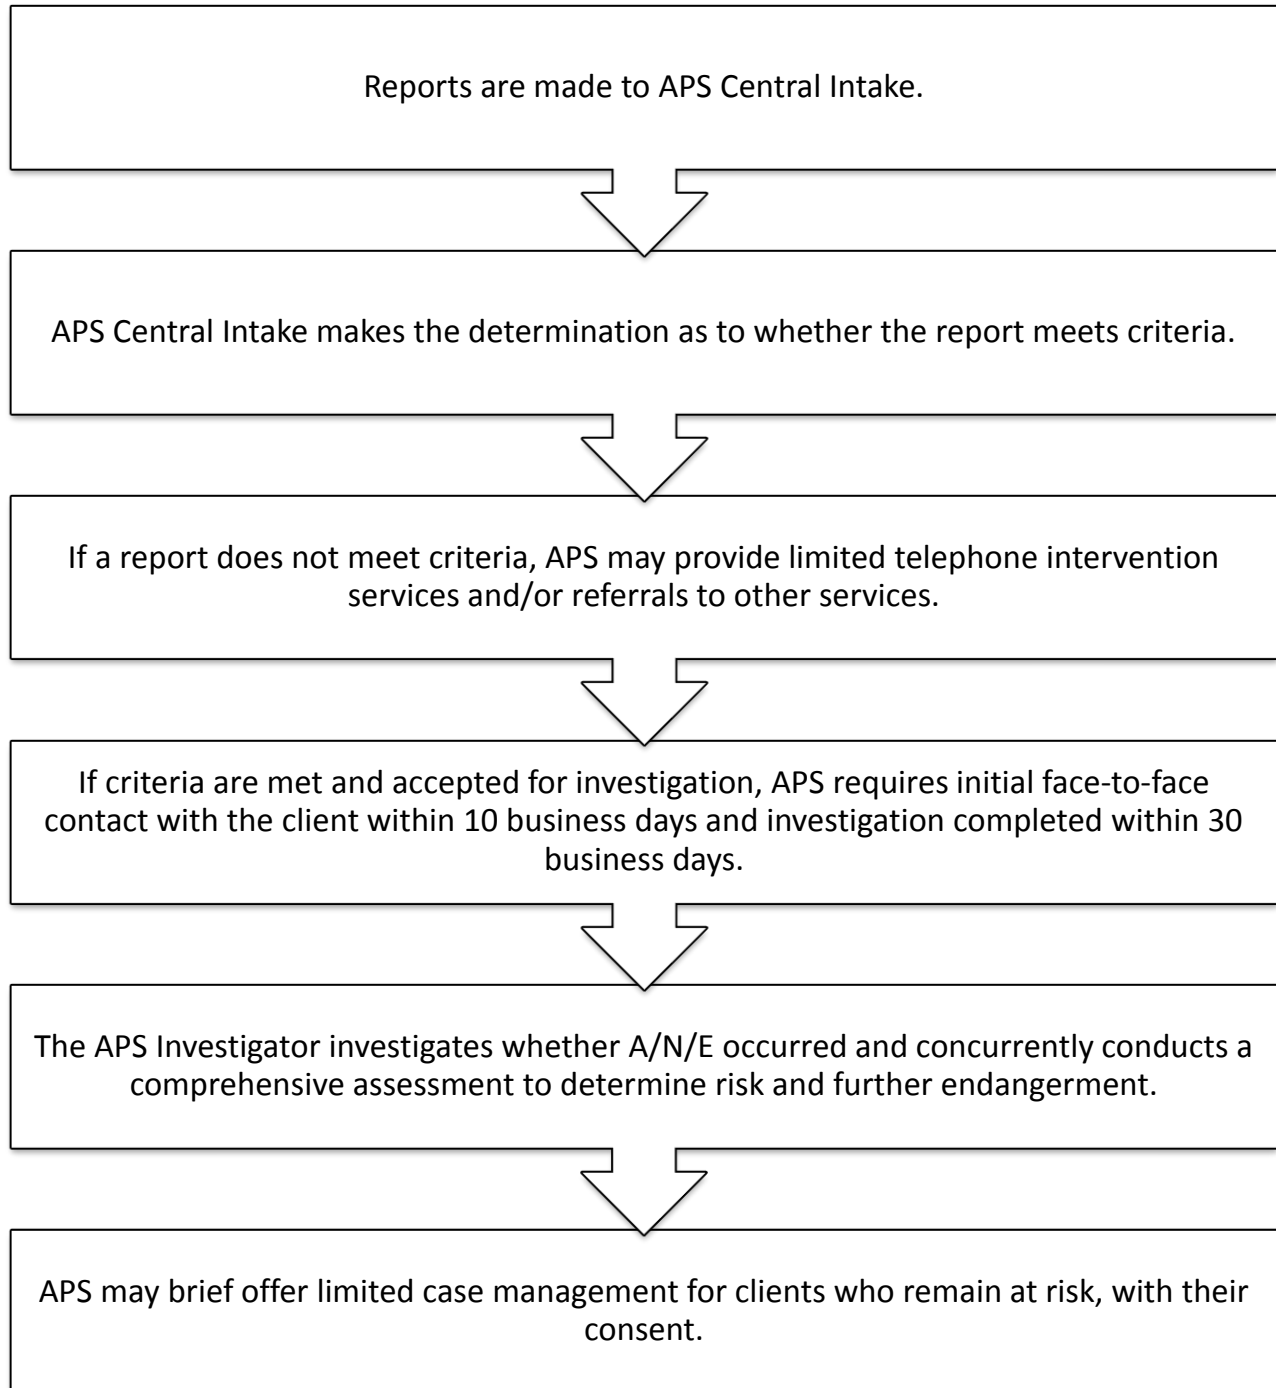 Reports are made to APS Central Intake.
APS Central Intake makes the determination as to whether the report meets criteria.
If a report does not meet criteria, APS may provide limited telephone intervention
services and/or referrals to other services.
If criteria are met and accepted for investigation, APS requires initial face-to-face
contact with the client within 10 business days and investigation completed within 30
business days.
The APS Investigator investigates whether A/N/E occurred and concurrently conducts a
comprehensive assessment to determine risk and further endangerment.
APS may brief offer limited case management for clients who remain at risk, with their
consent.